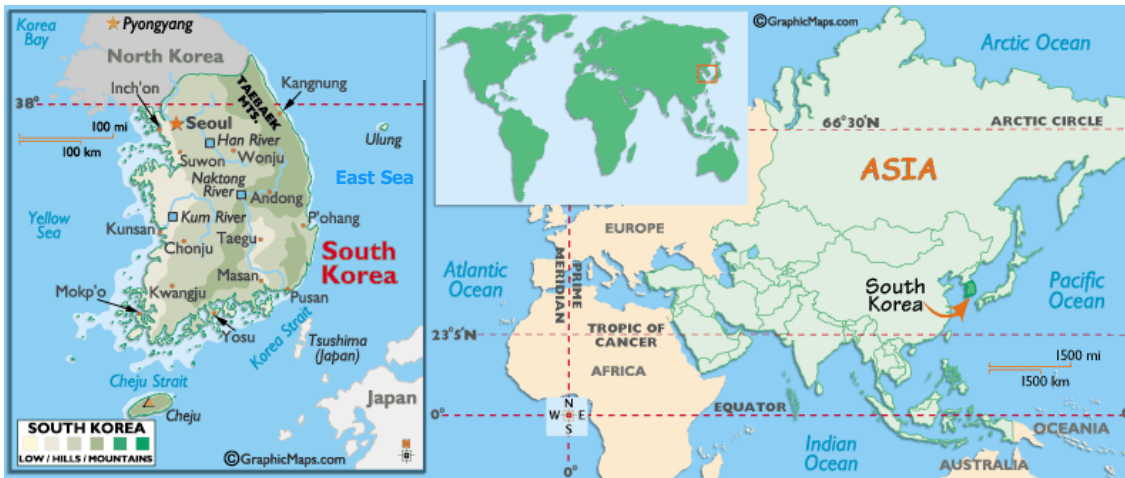 Korea
Bay
Pyongyang
North Korea
Inch'on
TAEBAEK
MTS.
Kangnung
38°
100 mi
100 km
Seoul
Han River
Suwon
Wonju
Ulung
Naktong
River
Andong
East Sea
Yellow
Sea
Kum River
Kunsan
P'ohang
Chonju
Taegu
South
Korea
Masan
Mokp'o
Kwangju
Pusan
Yosu
Korea Strait
Tsushima
(Japan)
Cheju Strait
Cheju
Japan
SOUTH KOREA
LOW / HILLS / MOUNTAINS
©GraphicMaps.com
N
©GraphicMaps.com
Arctic Ocean
66°30'N
ARCTIC CIRCLE
ASIA
EUROPE
Atlantic
Ocean
PRIME
MERIDIAN
South
Korea
Pacific
Ocean
23°5'N
TROPIC OF
CANCER
AFRICA
1500 mi
1500 km
EQUATOR
0°
N
W
E
S
OCEANIA
Indian
Ocean
AUSTRALIA
0°